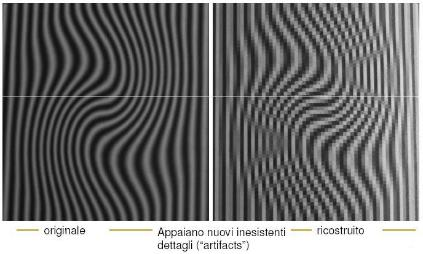 originale
Appaiano nuovi inesistenti
dettagli (“artifacts”)
ricostruito